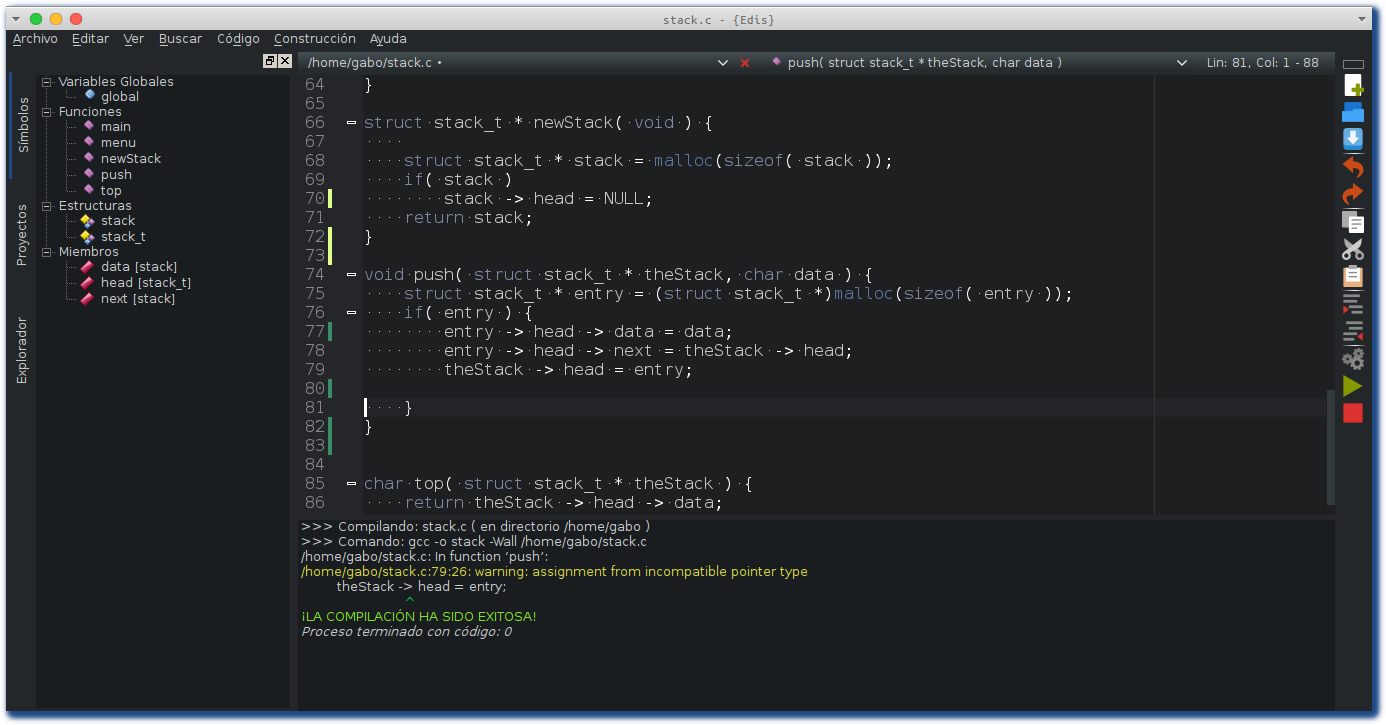 stack.c - {Edis}
Archivo Editar Ver Buscar Código Construcción Ayuda
/home/gabo/stack.c •
push( struct stack_t * theStack, char data )
Lin: 81, Col: 1 - 88
Símbolos
Proyectos
Explorador
Variables Globales
global
Funciones
main
menu
newStack
push
top
Estructuras
stack
stack_t
Miembros
data [stack]
head [stack_t]
next [stack]
64 }
65
66 struct·stack_t·*·newStack(·void·)·{
67 ····
68 ····struct·stack_t·*·stack·=·malloc(sizeof(·stack·));
69 ····if(·stack·)
70 ········stack·->·head·=·NULL;
71 ····return·stack;
72 }
73
74 void·push(·struct·stack_t·*·theStack,·char·data·)·{
75 ····struct·stack_t·*·entry·=·(struct·stack_t·*)malloc(sizeof(·entry·));
76 ····if(·entry·)·{
77 ········entry·->·head·->·data·=·data;
78 ········entry·->·head·->·next·=·theStack·->·head;
79 ········theStack·->·head·=·entry;
80
81 ····}
82 }
83
84
85 char·top(·struct·stack_t·*·theStack·)·{
86 ····return·theStack·->·head·->·data;
>>> Compilando: stack.c ( en directorio /home/gabo )
>>> Comando: gcc -o stack -Wall /home/gabo/stack.c
/home/gabo/stack.c: In function ‘push’:
/home/gabo/stack.c:79:26: warning: assignment from incompatible pointer type
theStack -> head = entry;
^
¡LA COMPILACIÓN HA SIDO EXITOSA!
Proceso terminado con código: 0